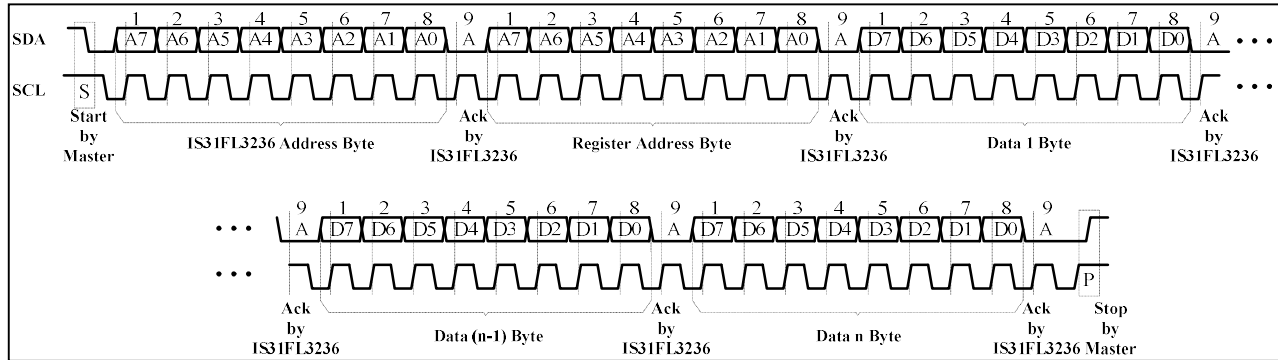 1 2 3 4 5 6 7 8 9 1 2 3 4 5 6 7 8 9 1 2 3 4 5 6 7 8 9
SDA A7 A6 A5 A4 A3 A2 A1 A0 A A7 A6 A5 A4 A3 A2 A1 A0 A D7 D6 D5 D4 D3 D2 D1 D0 A
SCL S
Start by Master
IS31FL3236 Address Byte
Ack by IS31FL3236
Register Address Byte
Ack by IS31FL3236
Data 1 Byte
Ack by IS31FL3236
9 1 2 3 4 5 6 7 8 9 1 2 3 4 5 6 7 8 9
A D7 D6 D5 D4 D3 D2 D1 D0 A D7 D6 D5 D4 D3 D2 D1 D0 A
P
Ack by IS31FL3236
Data (n-1) Byte
Ack by IS31FL3236
Data n Byte
Ack by IS31FL3236
Stop by Master